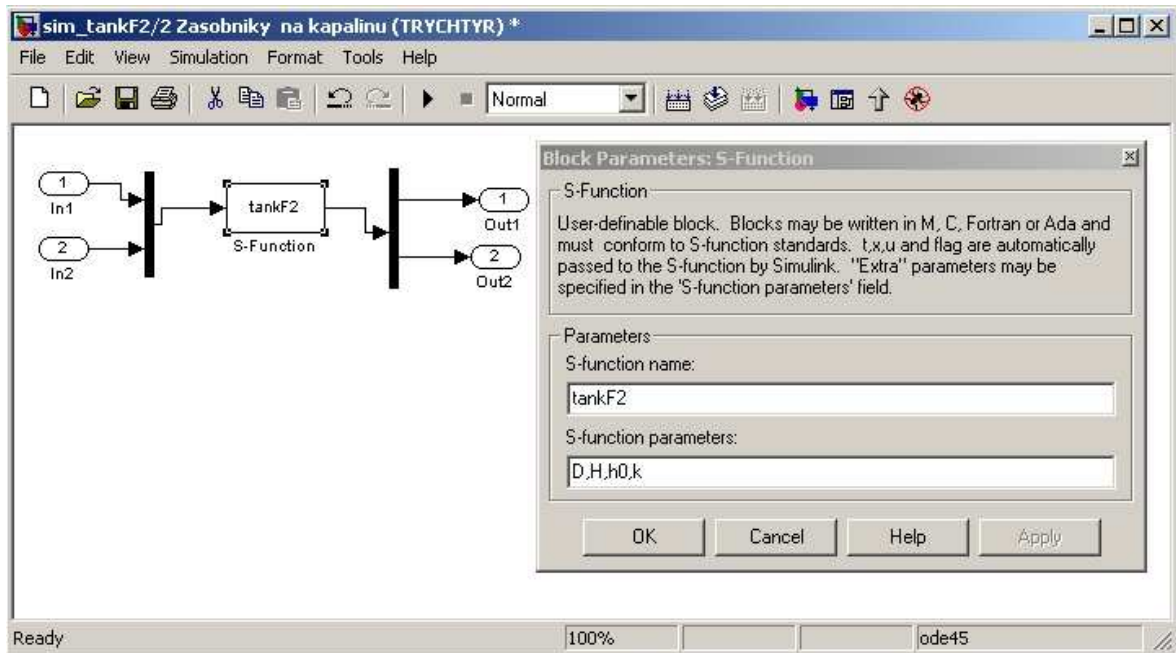 sim_tankF2/2 Zasobniky na kapalinu (TRYCHTYR) *
File Edit View Simulation Format Tools Help
Normal
1
In1
2
In2
tankF2
S-Function
1
Out1
2
Out2
Block Parameters: S-Function
S-Function
User-definable block. Blocks may be written in M, C, Fortran or Ada and
must conform to S-function standards. t,x,u and flag are automatically
passed to the S-function by Simulink. "Extra" parameters may be
specified in the 'S-function parameters' field.
Parameters
S-function name:
tankF2
S-function parameters:
D,H,h0,k
OK Cancel Help Apply
Ready 100% ode45